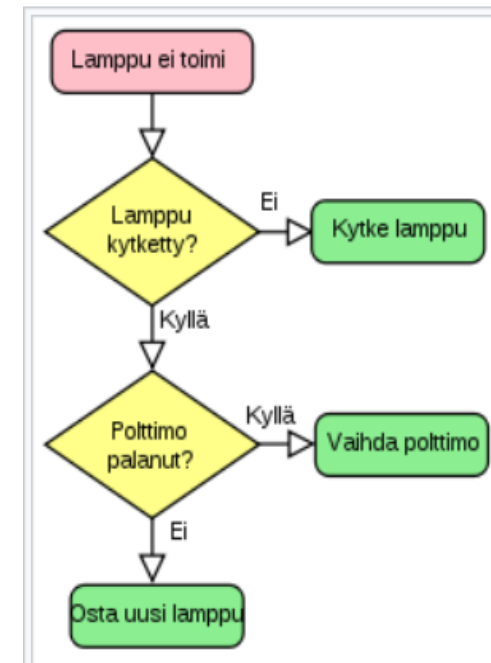 Lamppu ei toimi
Lamppu
kytketty?
Ei
Kytke lamppu
Kyllä
Polttimo
palanut?
Kyllä
Vaihda polttimo
Ei
Osta uusi lamppu